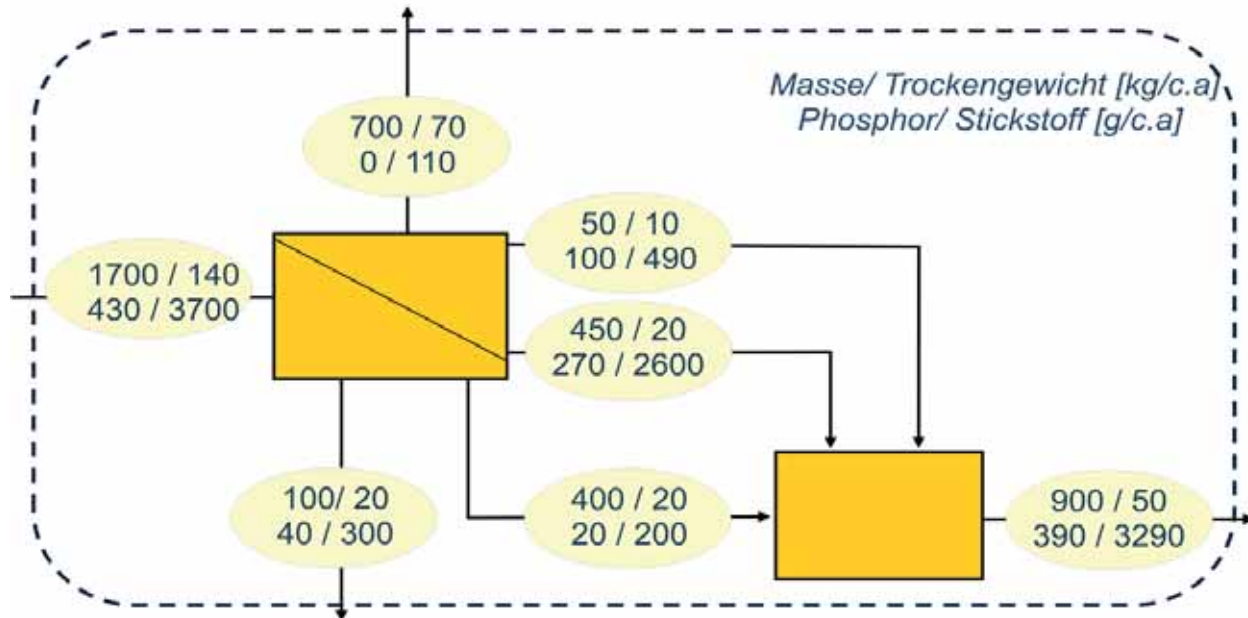 Masse/ Trockengewicht [kg/c.a]
Phosphor/ Stickstoff [g/c.a]
700 / 70
0 / 110
50 / 10
100 / 490
1700 / 140
430 / 3700
450 / 20
270 / 2600
100/ 20
40 / 300
400 / 20
20 / 200
900 / 50
390 / 3290